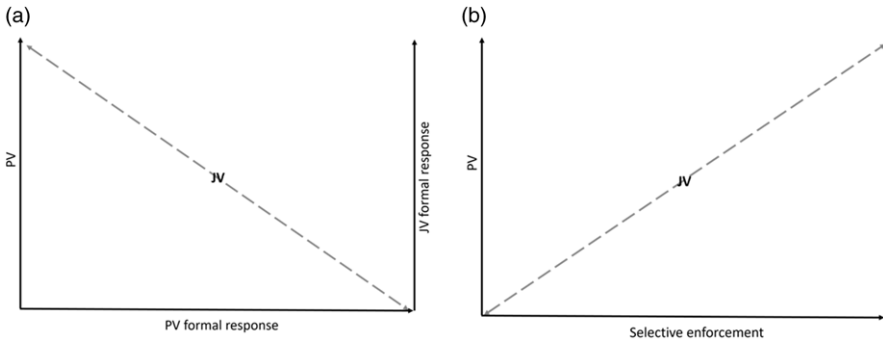 (a)
PV
JV
JV formal response
PV formal response
(b)
PV
JV
Selective enforcement